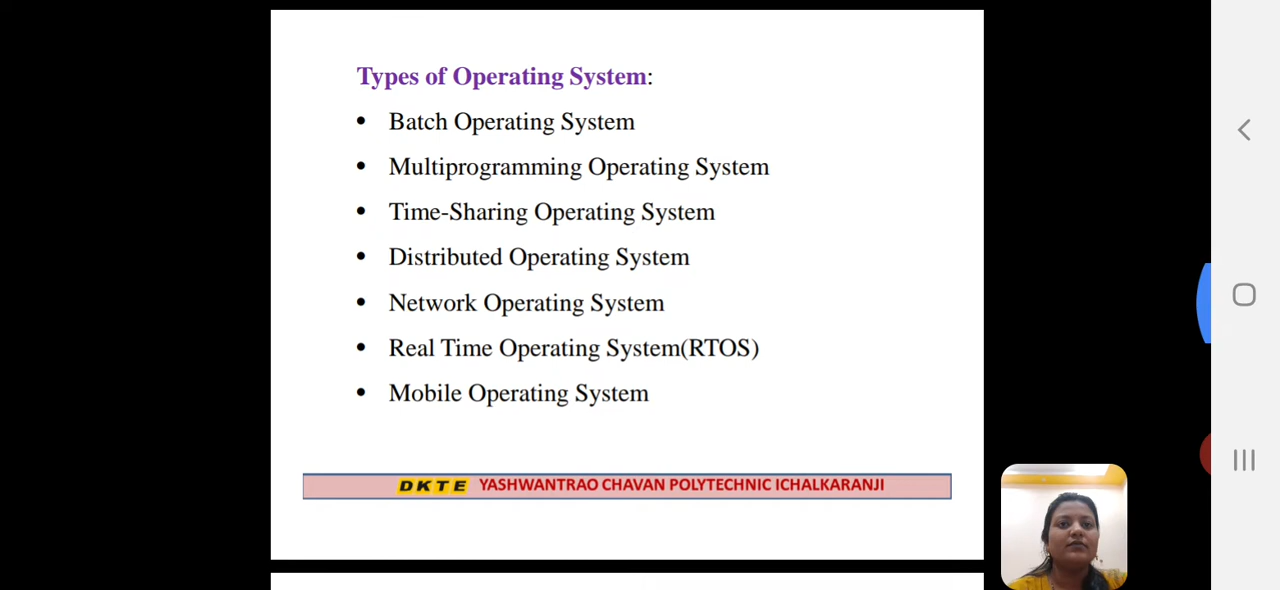 Types of Operating System:
• Batch Operating System
• Multiprogramming Operating System
• Time-Sharing Operating System
• Distributed Operating System
• Network Operating System
• Real Time Operating System(RTOS)
• Mobile Operating System
DKTE YASHWANTRAO CHAVAN POLYTECHNIC ICHALKARANJI